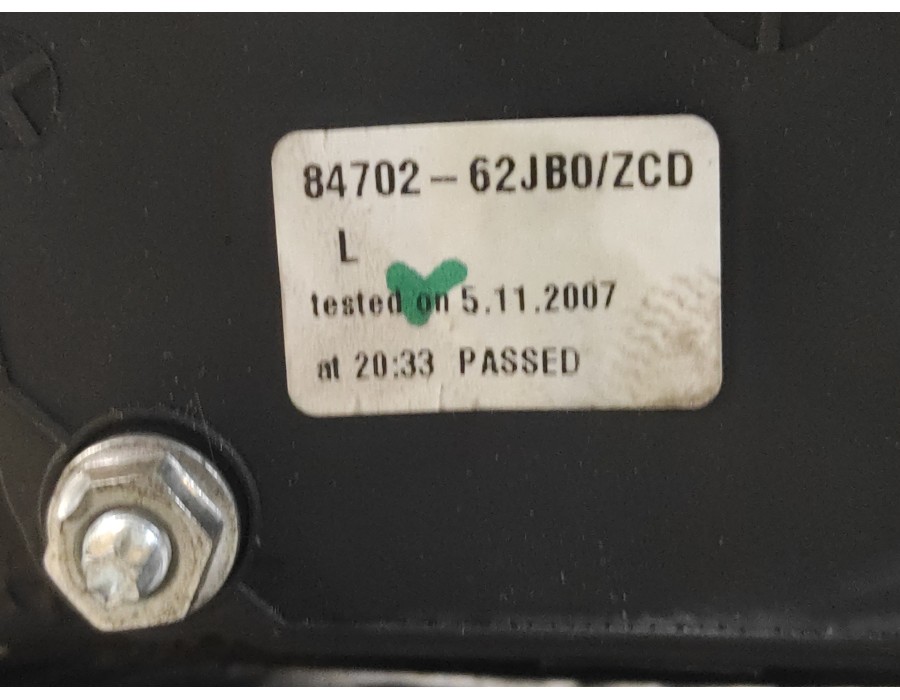 84702-62JB0/ZCD
L
tested on 5.11.2007
at 20:33 PASSED